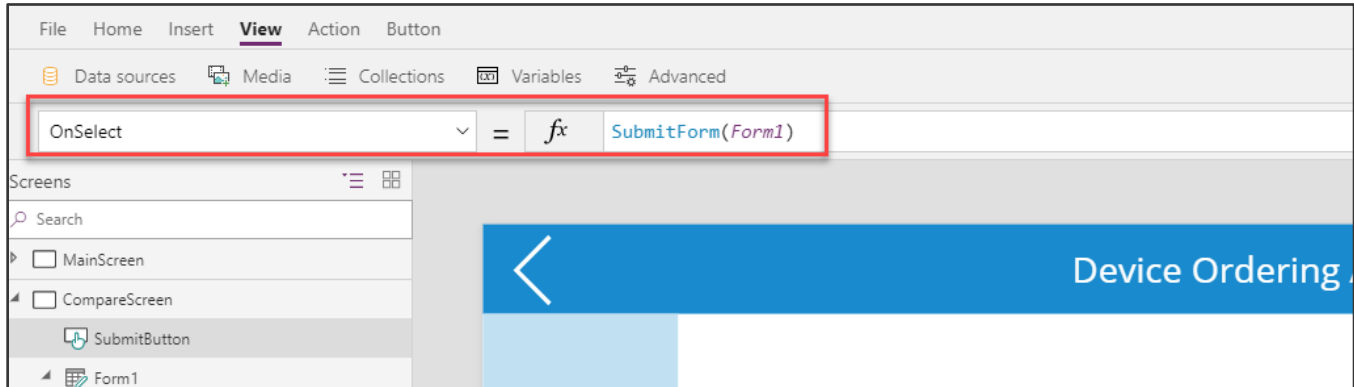 File Home Insert View Action Button
Data sources Media Collections (x) Variables Advanced
OnSelect = fx SubmitForm(Form1)
Screens
Search
MainScreen
Device Ordering
CompareScreen
SubmitButton
Form1